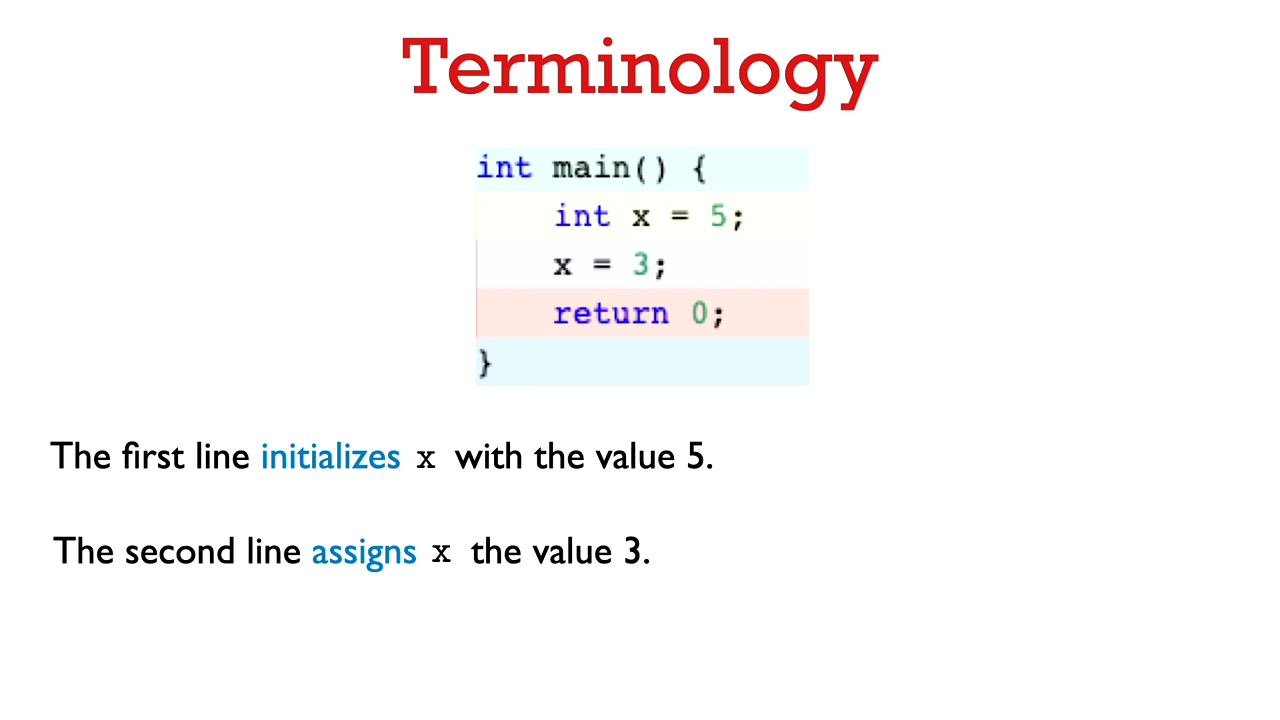 Terminology
int main() {
    int x = 5;
    x = 3;
    return 0;
}
The first line initializes x with the value 5.
The second line assigns x the value 3.